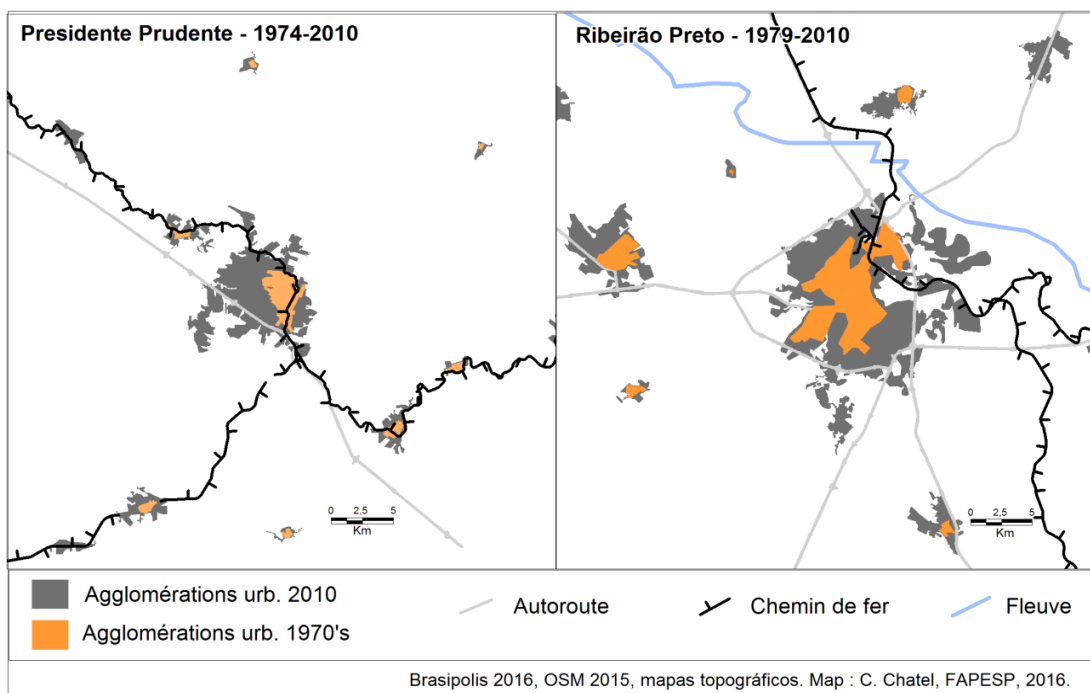 Presidente Prudente - 1974-2010
Ribeirão Preto - 1979-2010
0 2,5 5
Km
0 2,5 5
Km
Agglomérations urb. 2010
Agglomérations urb. 1970's
Autoroute
Chemin de fer
Fleuve
Brasipolis 2016, OSM 2015, mapas topográficos. Map : C. Chatel, FAPESP, 2016.